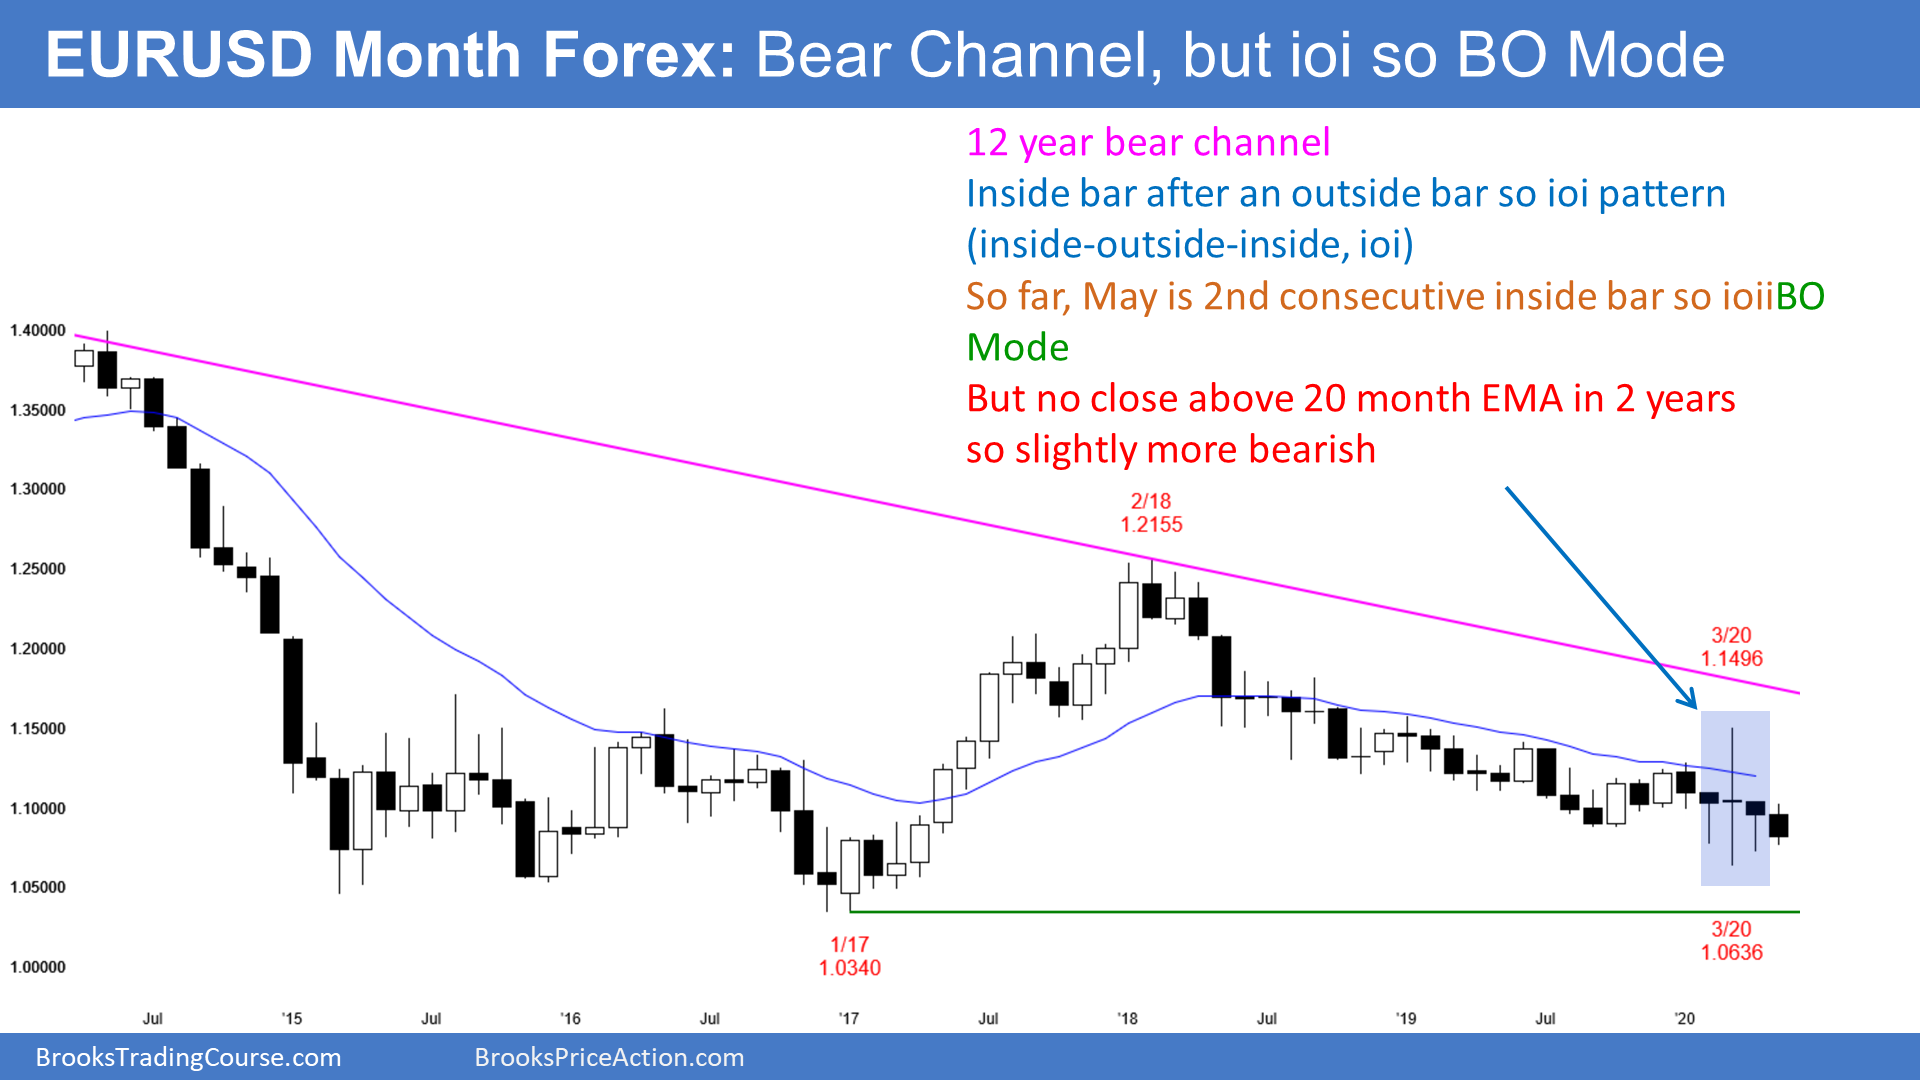 EURUSD Month Forex: Bear Channel, but ioi so BO Mode
12 year bear channel
Inside bar after an outside bar so ioi pattern
(inside-outside-inside, ioi)
So far, May is 2nd consecutive inside bar so ioiiBO
Mode
But no close above 20 month EMA in 2 years
so slightly more bearish
1.40000
1.35000
1.30000
1.25000
1.20000
1.15000
1.10000
1.05000
1.00000
2/18
1.2155
3/20
1.1496
1/17
1.0340
3/20
1.0636
Jul '15 Jul '16 Jul '17 Jul '18 Jul '19 Jul '20
BrooksTradingCourse.com BrooksPriceAction.com